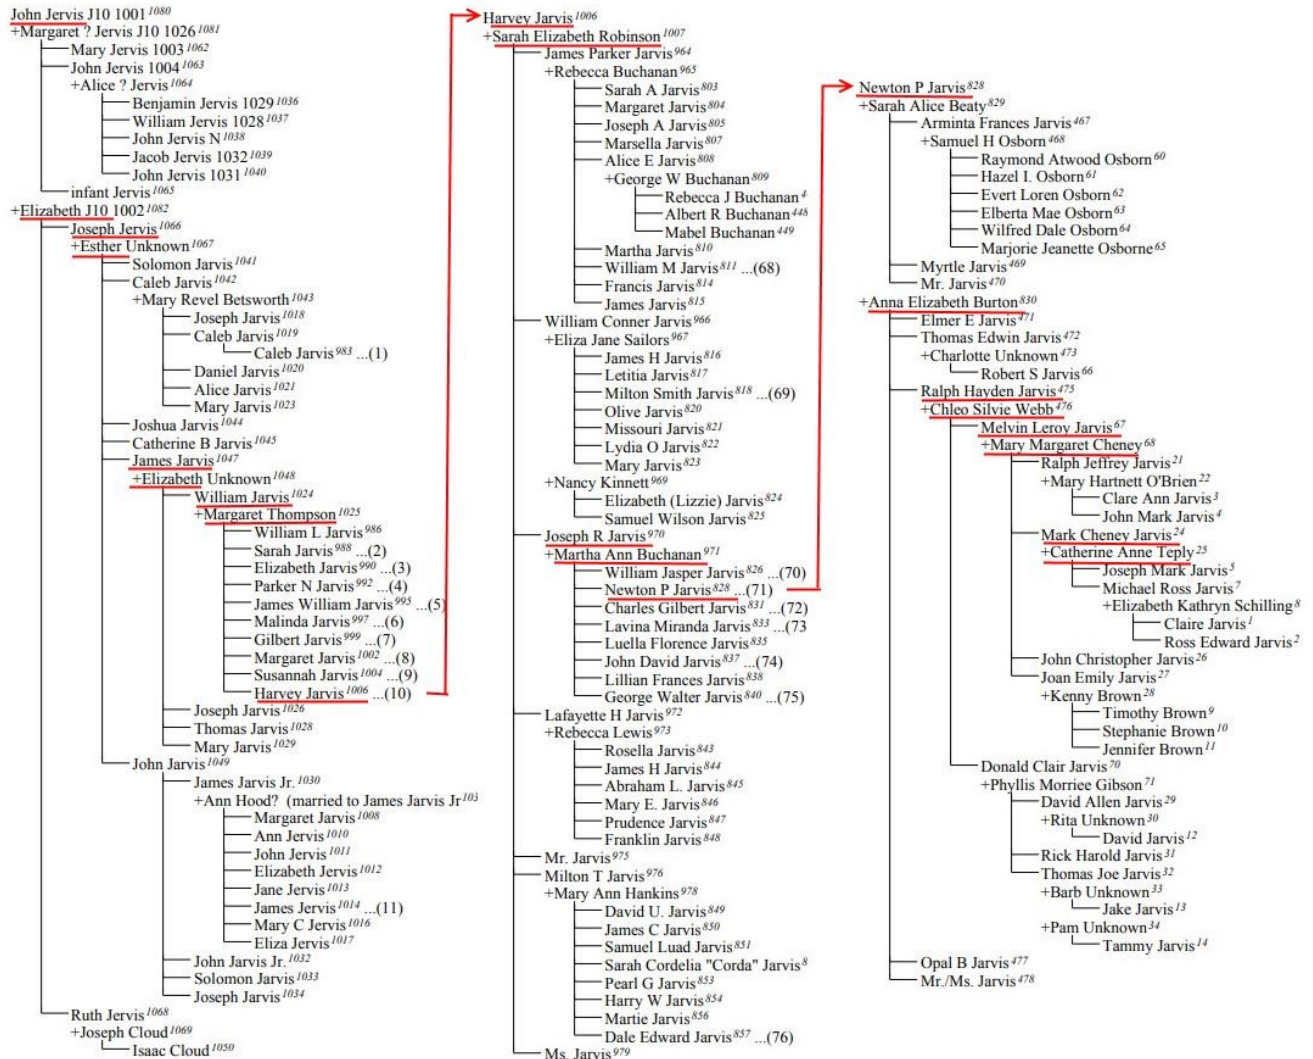 John Jervis J10 1001 1080
+Margaret ? Jervis J10 1026 1081
Mary Jervis 1003 1062
John Jervis 1004 1063
+Alice ? Jervis 1064
Benjamin Jervis 1029 1036
William Jervis 1028 1037
John Jervis N 1038
Jacob Jervis 1032 1039
John Jervis 1031 1040
infant Jervis 1065
+Elizabeth J10 1002 1082
Joseph Jervis 1066
+Esther Unknown 1067
Solomon Jarvis 1041
Caleb Jarvis 1042
+Mary Revel Betsworth 1043
Joseph Jarvis 1018
Caleb Jarvis 1019
Caleb Jarvis 983 ...(1)
Daniel Jarvis 1020
Alice Jarvis 1021
Mary Jarvis 1023
Joshua Jarvis 1044
Catherine B Jarvis 1045
James Jarvis 1047
+Elizabeth Unknown 1048
William Jarvis 1024
+Margaret Thompson 1025
William L Jarvis 986
Sarah Jarvis 988 ...(2)
Elizabeth Jarvis 990 ...(3)
Parker N Jarvis 992 ...(4)
James William Jarvis 995 ...(5)
Malinda Jarvis 997 ...(6)
Gilbert Jarvis 999 ...(7)
Margaret Jarvis 1002 ...(8)
Susannah Jarvis 1004 ...(9)
Harvey Jarvis 1006 ...(10)
Joseph Jarvis 1026
Thomas Jarvis 1028
Mary Jarvis 1029
John Jarvis 1049
James Jarvis Jr. 1030
+Ann Hood? (married to James Jarvis Jr 103
Margaret Jarvis 1008
Ann Jervis 1010
John Jervis 1011
Elizabeth Jervis 1012
Jane Jervis 1013
James Jervis 1014 ...(11)
Mary C Jervis 1016
Eliza Jervis 1017
John Jarvis Jr. 1032
Solomon Jarvis 1033
Joseph Jarvis 1034
Ruth Jervis 1068
+Joseph Cloud 1069
Isaac Cloud 1050
Harvey Jarvis 1006
+Sarah Elizabeth Robinson 1007
James Parker Jarvis 964
+Rebecca Buchanan 965
Sarah A Jarvis 803
Margaret Jarvis 804
Joseph A Jarvis 805
Marsella Jarvis 807
Alice E Jarvis 808
+George W Buchanan 809
Rebecca J Buchanan 4
Albert R Buchanan 448
Mabel Buchanan 449
Martha Jarvis 810
William M Jarvis 811 ...(68)
Francis Jarvis 814
James Jarvis 815
William Conner Jarvis 966
+Eliza Jane Sailors 967
James H Jarvis 816
Letitia Jarvis 817
Milton Smith Jarvis 818 ...(69)
Olive Jarvis 820
Missouri Jarvis 821
Lydia O Jarvis 822
Mary Jarvis 823
+Nancy Kinnett 969
Elizabeth (Lizzie) Jarvis 824
Samuel Wilson Jarvis 825
Joseph R Jarvis 970
+Martha Ann Buchanan 971
William Jasper Jarvis 826 ...(70)
Newton P Jarvis 828 ...(71)
Charles Gilbert Jarvis 831 ...(72)
Lavina Miranda Jarvis 833 ...(73
Luella Florence Jarvis 835
John David Jarvis 837 ...(74)
Lillian Frances Jarvis 838
George Walter Jarvis 840 ...(75)
Lafayette H Jarvis 972
+Rebecca Lewis 973
Rosella Jarvis 843
James H Jarvis 844
Abraham L. Jarvis 845
Mary E. Jarvis 846
Prudence Jarvis 847
Franklin Jarvis 848
Mr. Jarvis 975
Milton T Jarvis 976
+Mary Ann Hankins 978
David U. Jarvis 849
James C Jarvis 850
Samuel Luad Jarvis 851
Sarah Cordelia "Corda" Jarvis 8
Pearl G Jarvis 853
Harry W Jarvis 854
Martie Jarvis 856
Dale Edward Jarvis 857 ...(76)
Ms. Jarvis 979
Newton P Jarvis 828
+Sarah Alice Beaty 829
Arminta Frances Jarvis 467
+Samuel H Osborn 468
Raymond Atwood Osborn 60
Hazel I. Osborn 61
Evert Loren Osborn 62
Elberta Mae Osborn 63
Wilfred Dale Osborn 64
Marjorie Jeanette Osborne 65
Myrtle Jarvis 469
Mr. Jarvis 470
+Anna Elizabeth Burton 830
Elmer E Jarvis 471
Thomas Edwin Jarvis 472
+Charlotte Unknown 473
Robert S Jarvis 66
Ralph Hayden Jarvis 475
+Chleo Silvie Webb 476
Melvin Leroy Jarvis 67
+Mary Margaret Cheney 68
Ralph Jeffrey Jarvis 21
+Mary Hartnett O'Brien 22
Clare Ann Jarvis 3
John Mark Jarvis 4
Mark Cheney Jarvis 24
+Catherine Anne Teply 25
Joseph Mark Jarvis 5
Michael Ross Jarvis 7
+Elizabeth Kathryn Schilling 8
Claire Jarvis 1
Ross Edward Jarvis 2
John Christopher Jarvis 26
Joan Emily Jarvis 27
+Kenny Brown 28
Timothy Brown 9
Stephanie Brown 10
Jennifer Brown 11
Donald Clair Jarvis 70
+Phyllis Morriee Gibson 71
David Allen Jarvis 29
+Rita Unknown 30
David Jarvis 12
Rick Harold Jarvis 31
Thomas Joe Jarvis 32
+Barb Unknown 33
Jake Jarvis 13
+Pam Unknown 34
Tammy Jarvis 14
Opal B Jarvis 477
Mr./Ms. Jarvis 478